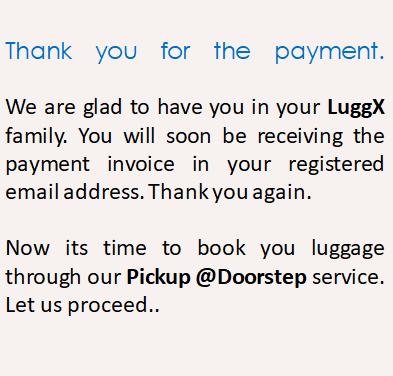 Thank you for the payment.
We are glad to have you in your LuggX
family. You will soon be receiving the
payment invoice in your registered
email address. Thank you again.
Now its time to book you luggage
through our Pickup @Doorstep service.
Let us proceed..